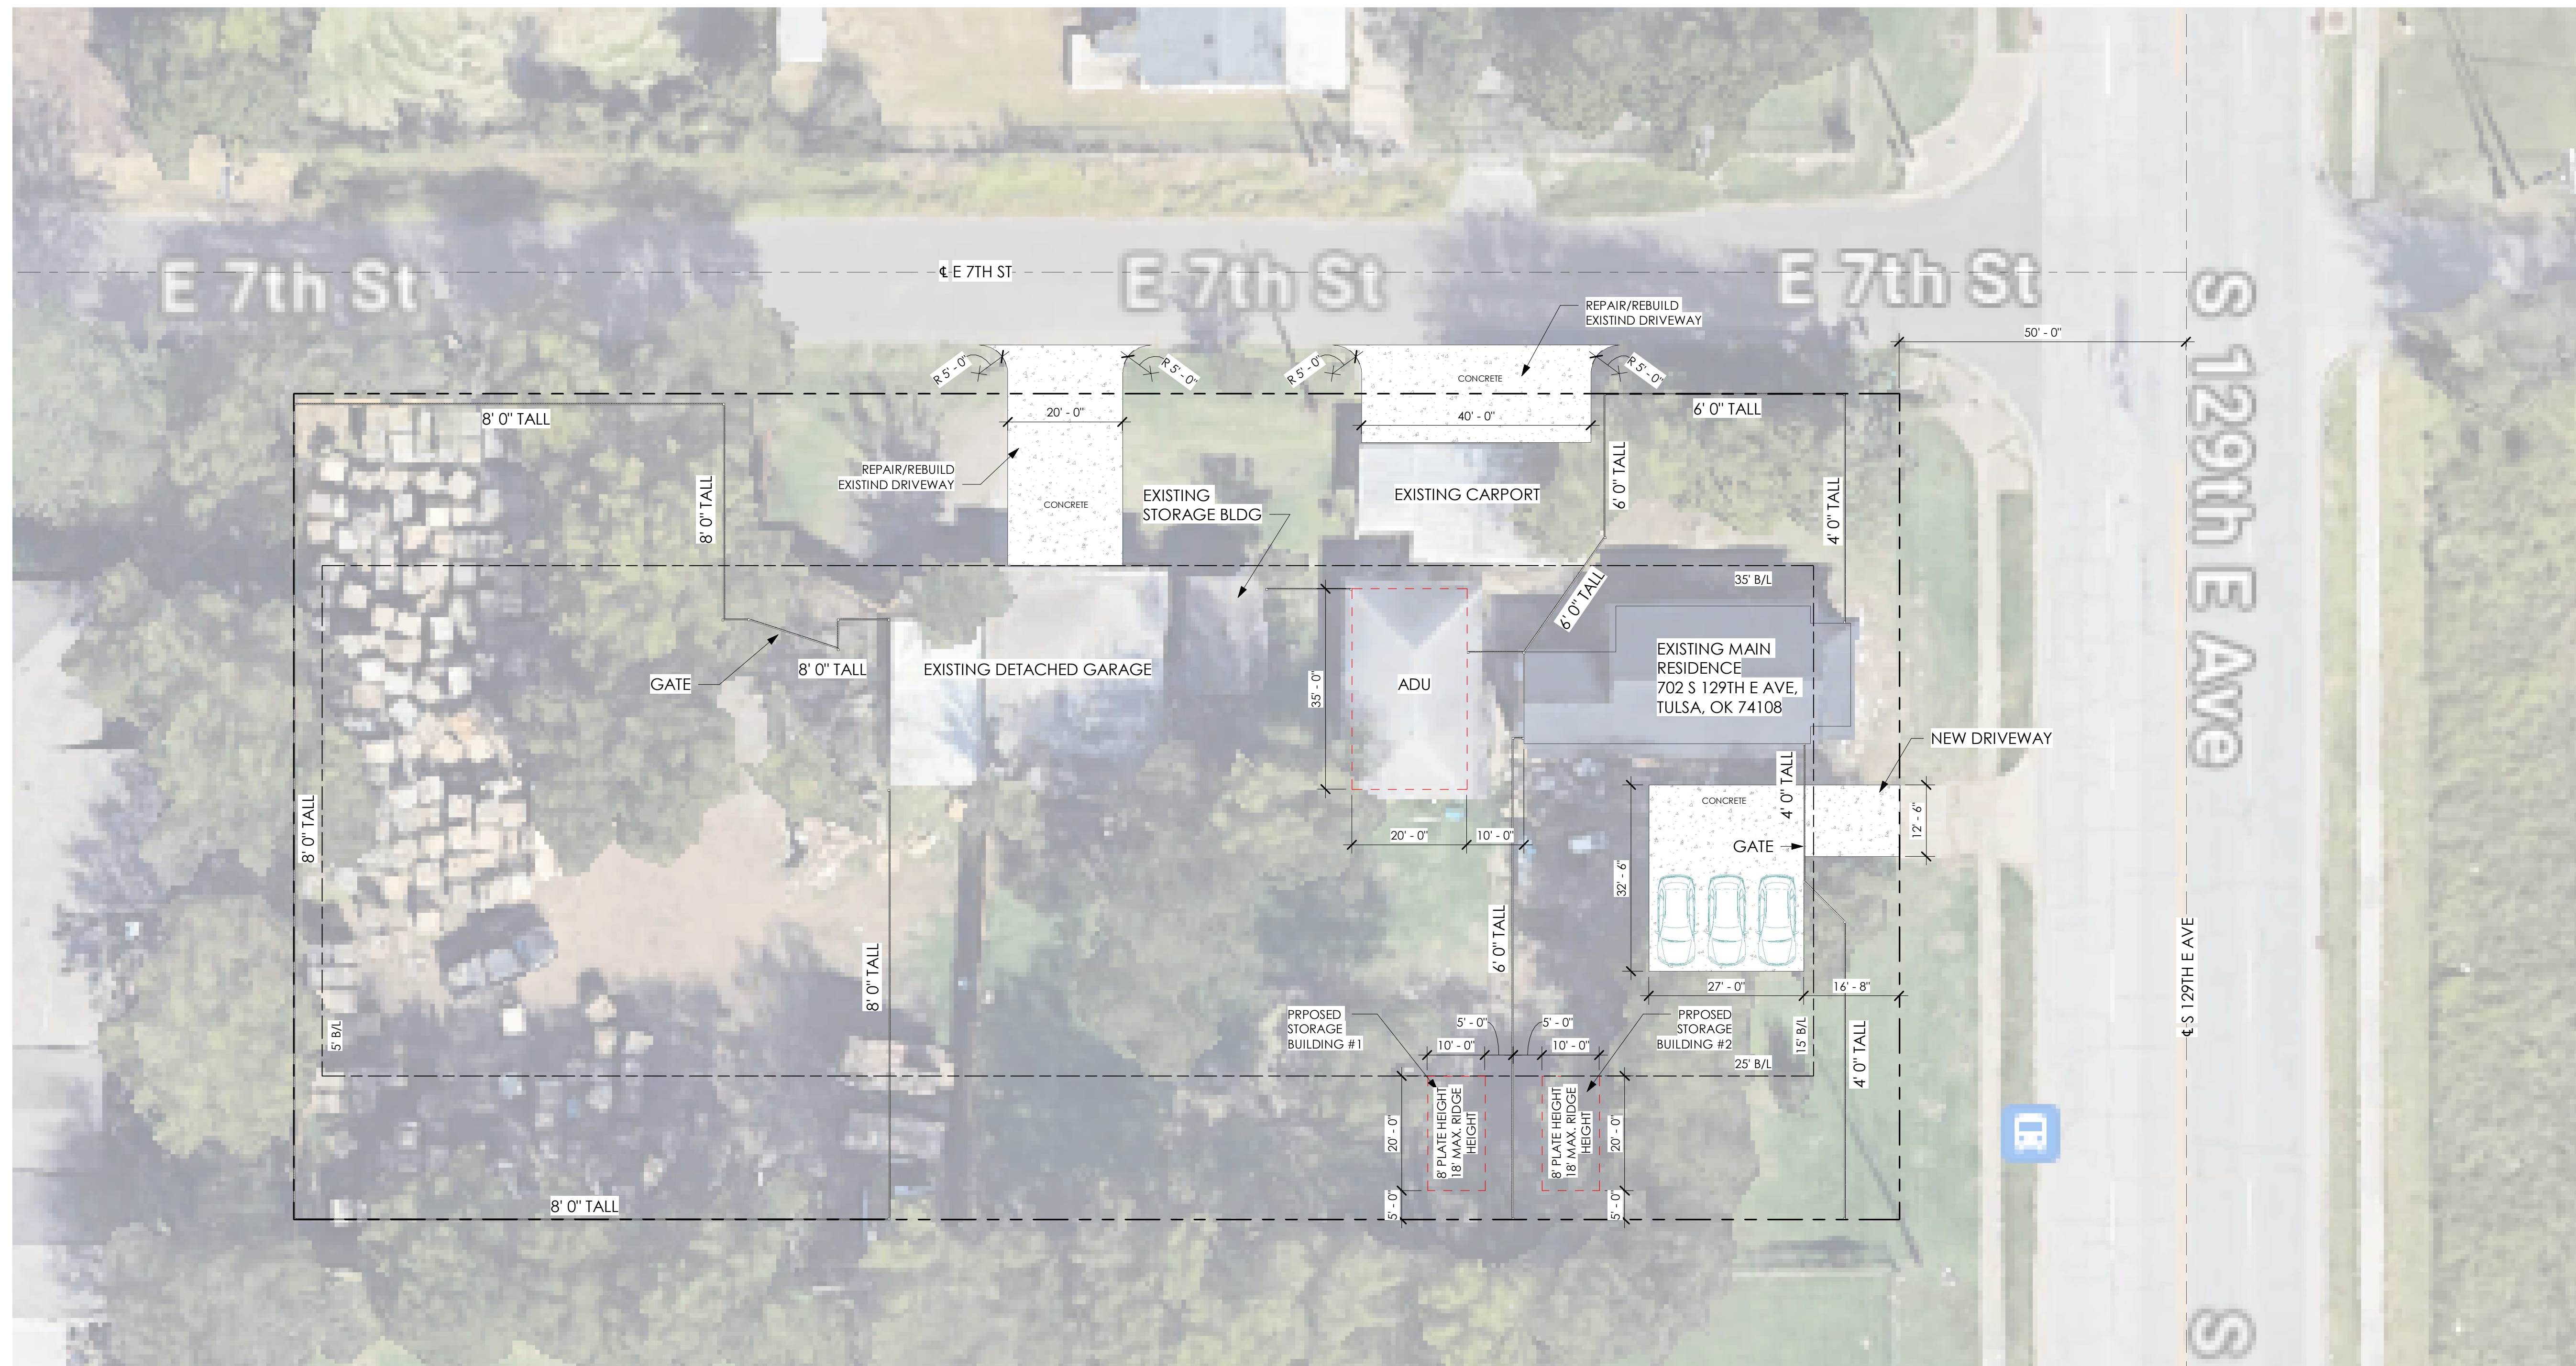 E 7th St
℄ E 7TH ST
E 7th St
E 7th St
S 129th E Ave
REPAIR/REBUILD
EXISTIND DRIVEWAY
50' - 0"
R 5' - 0"
R 5' - 0"
R 5' - 0"
R 5' - 0"
CONCRETE
8' 0" TALL
20' - 0"
40' - 0"
6' 0" TALL
REPAIR/REBUILD
EXISTIND DRIVEWAY
CONCRETE
8' 0" TALL
EXISTING
STORAGE BLDG
EXISTING CARPORT
6' 0" TALL
4' 0" TALL
35' B/L
6' 0" TALL
GATE
8' 0" TALL
EXISTING DETACHED GARAGE
35' - 0"
ADU
EXISTING MAIN
RESIDENCE
702 S 129TH E AVE,
TULSA, OK 74108
NEW DRIVEWAY
8' 0" TALL
20' - 0"
10' - 0"
CONCRETE
4' 0" TALL
GATE
12' - 6"
32' - 6"
8' 0" TALL
6' 0" TALL
27' - 0"
16' - 8"
℄ S 129TH E AVE
5' B/L
PRPOSED
STORAGE
BUILDING #1
5' - 0"
5' - 0"
10' - 0"
10' - 0"
PRPOSED
STORAGE
BUILDING #2
15' B/L
25' B/L
4' 0" TALL
20' - 0"
8' PLATE HEIGHT
18' MAX. RIDGE
HEIGHT
8' PLATE HEIGHT
18' MAX. RIDGE
HEIGHT
20' - 0"
5' - 0"
5' - 0"
8' 0" TALL
S